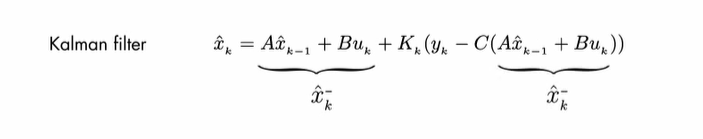 Kalman filter x̂ₖ = Ax̂ₖ₋₁ + Buₖ + Kₖ(yₖ − C(Ax̂ₖ₋₁ + Buₖ))
x̂ₖ⁻ x̂ₖ⁻